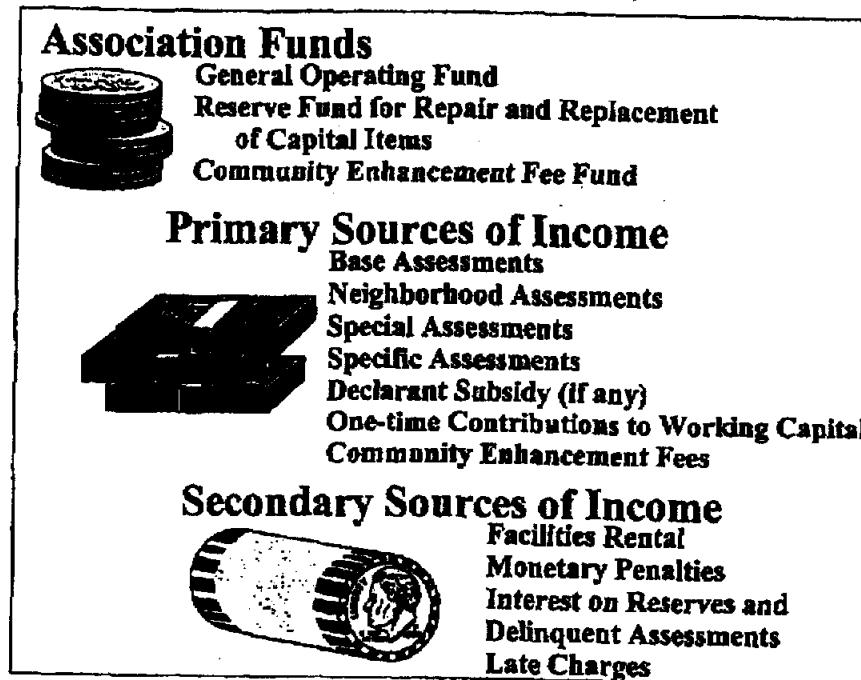 Association Funds
General Operating Fund
Reserve Fund for Repair and Replacement
of Capital Items
Community Enhancement Fee Fund
Primary Sources of Income
Base Assessments
Neighborhood Assessments
Special Assessments
Specific Assessments
Declarant Subsidy (if any)
One-time Contributions to Working Capital
Community Enhancement Fees
Secondary Sources of Income
Facilities Rental
Monetary Penalties
Interest on Reserves and
Delinquent Assessments
Late Charges